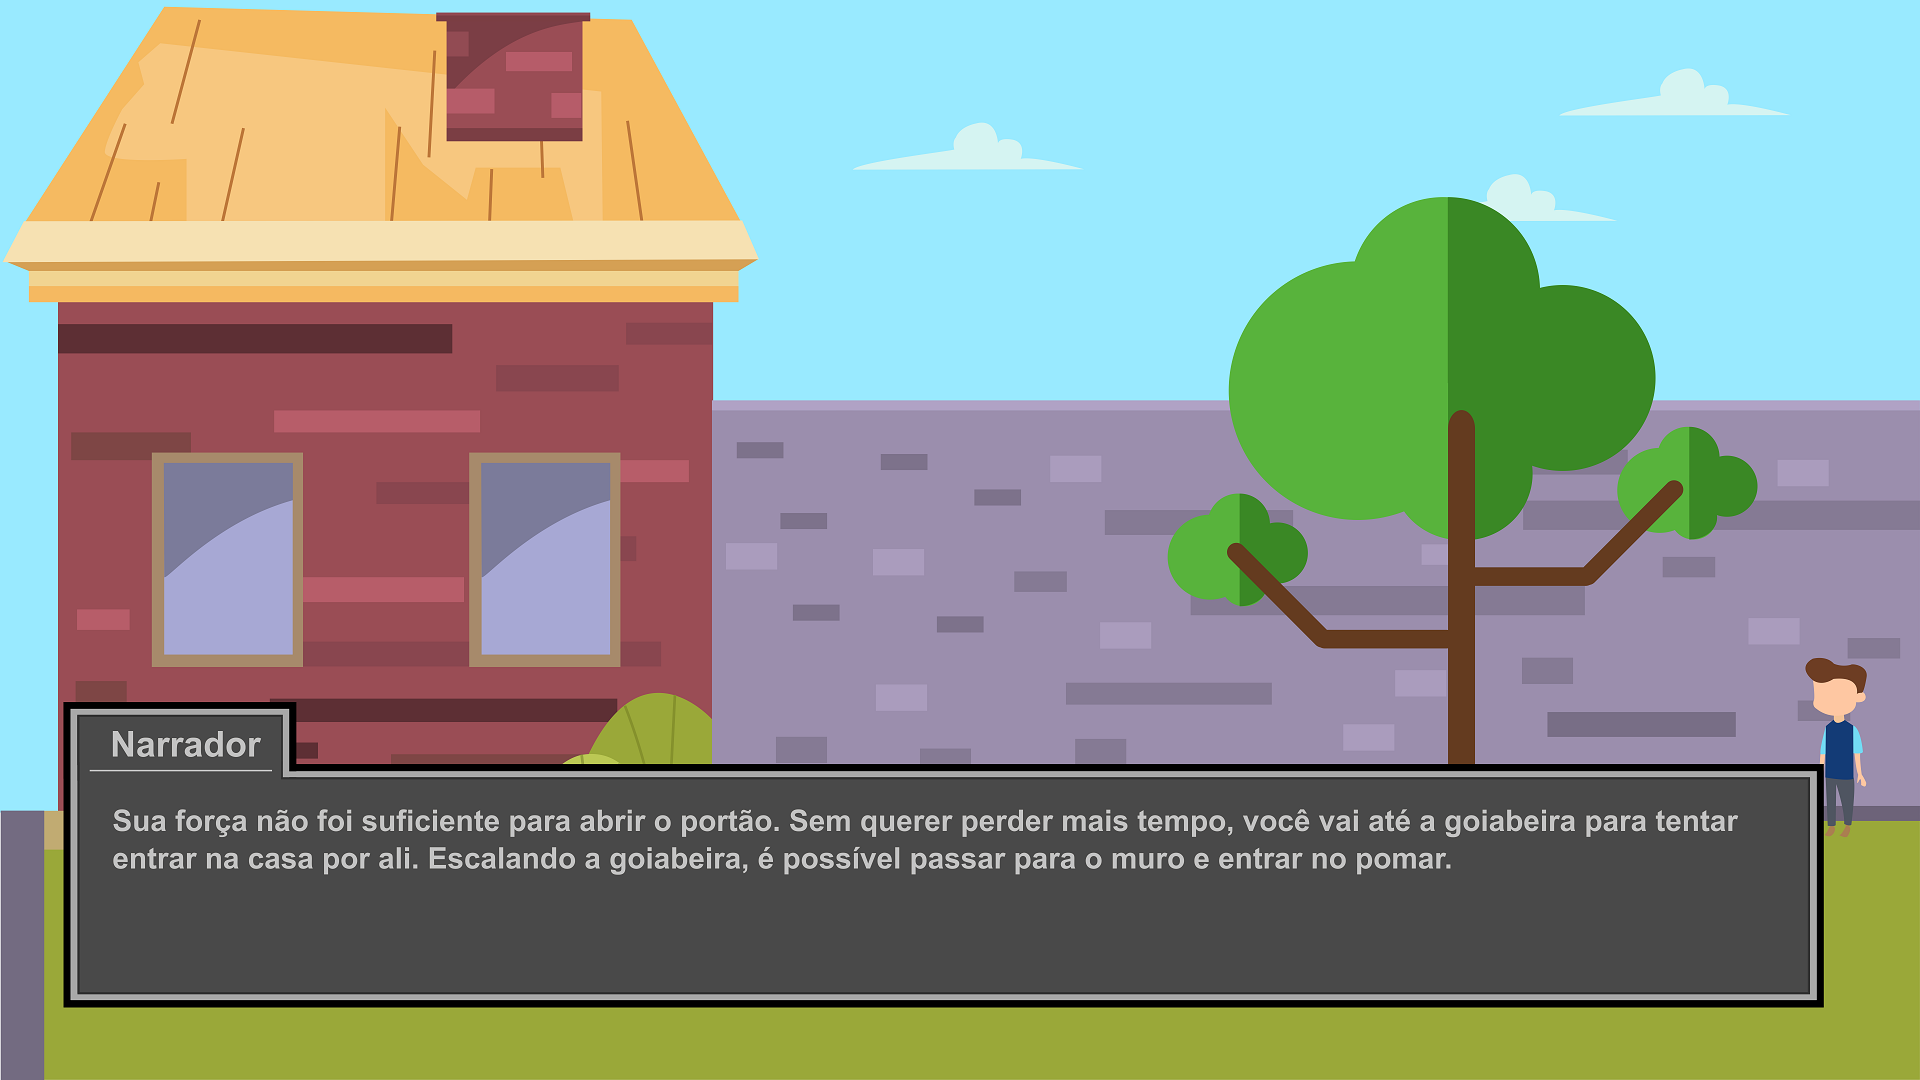 Narrador
Sua força não foi suficiente para abrir o portão. Sem querer perder mais tempo, você vai até a goiabeira para tentar
entrar na casa por ali. Escalando a goiabeira, é possível passar para o muro e entrar no pomar.